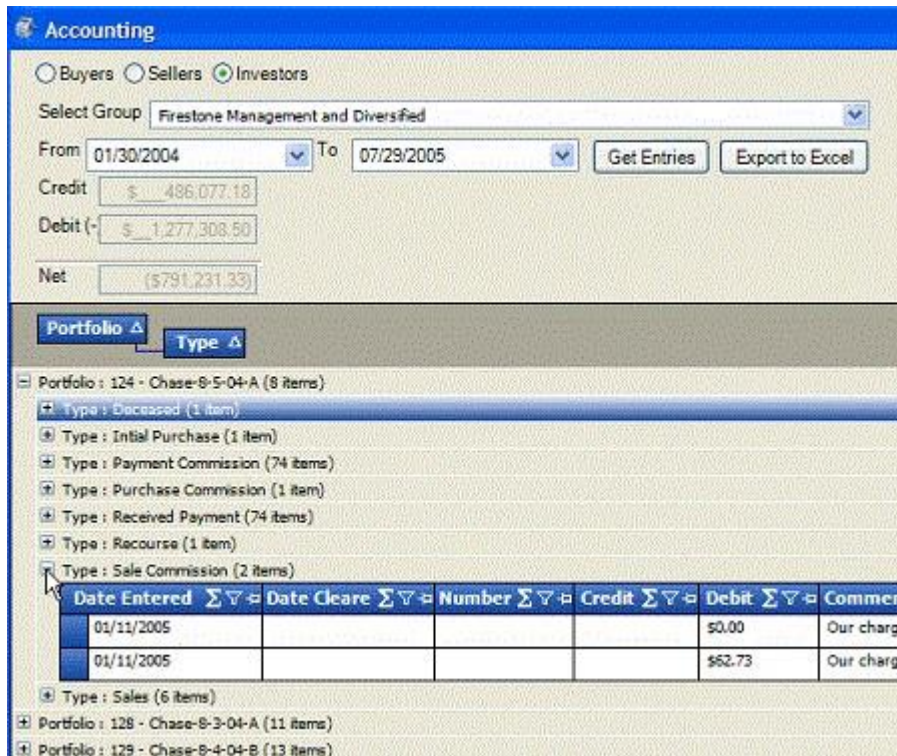 Accounting
Buyers Sellers Investors
Select Group Firestone Management and Diversified
From 01/30/2004 To 07/29/2005 Get Entries Export to Excel
Credit $___486,077.18
Debit (- $__1,277,308.50
Net ($791,231.33)
Portfolio
Type
Portfolio : 124 - Chase-8-5-04-A (8 items)
Type : Deceased (1 item)
Type : Intial Purchase (1 item)
Type : Payment Commission (74 items)
Type : Purchase Commission (1 item)
Type : Received Payment (74 items)
Type : Recourse (1 item)
Type : Sale Commission (2 items)
Date Entered Σ Date Cleare Σ Number Σ Credit Σ Debit Σ Commen
01/11/2005 $0.00 Our charg
01/11/2005 $62.73 Our charg
Type : Sales (6 items)
Portfolio : 128 - Chase-8-3-04-A (11 items)
Portfolio : 129 - Chase-8-4-04-B (13 items)